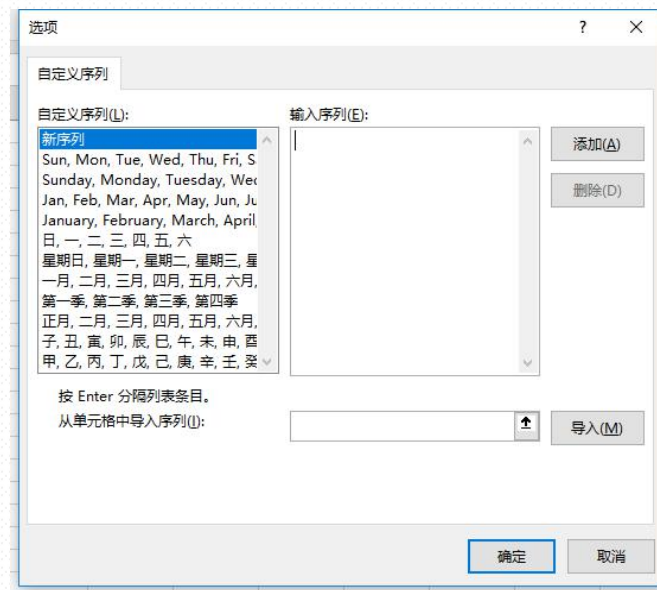 选项
?
自定义序列
自定义序列(L):
输入序列(E):
新序列
Sun, Mon, Tue, Wed, Thu, Fri, S
Sunday, Monday, Tuesday, Wed
Jan, Feb, Mar, Apr, May, Jun, Ju
January, February, March, April,
日, 一, 二, 三, 四, 五, 六
星期日, 星期一, 星期二, 星期三, 星
一月, 二月, 三月, 四月, 五月, 六月,
第一季, 第二季, 第三季, 第四季
正月, 二月, 三月, 四月, 五月, 六月,
子, 丑, 寅, 卯, 辰, 巳, 午, 未, 申, 酉
甲, 乙, 丙, 丁, 戊, 己, 庚, 辛, 壬, 癸
添加(A)
删除(D)
按 Enter 分隔列表条目。
从单元格中导入序列(I):
导入(M)
确定
取消